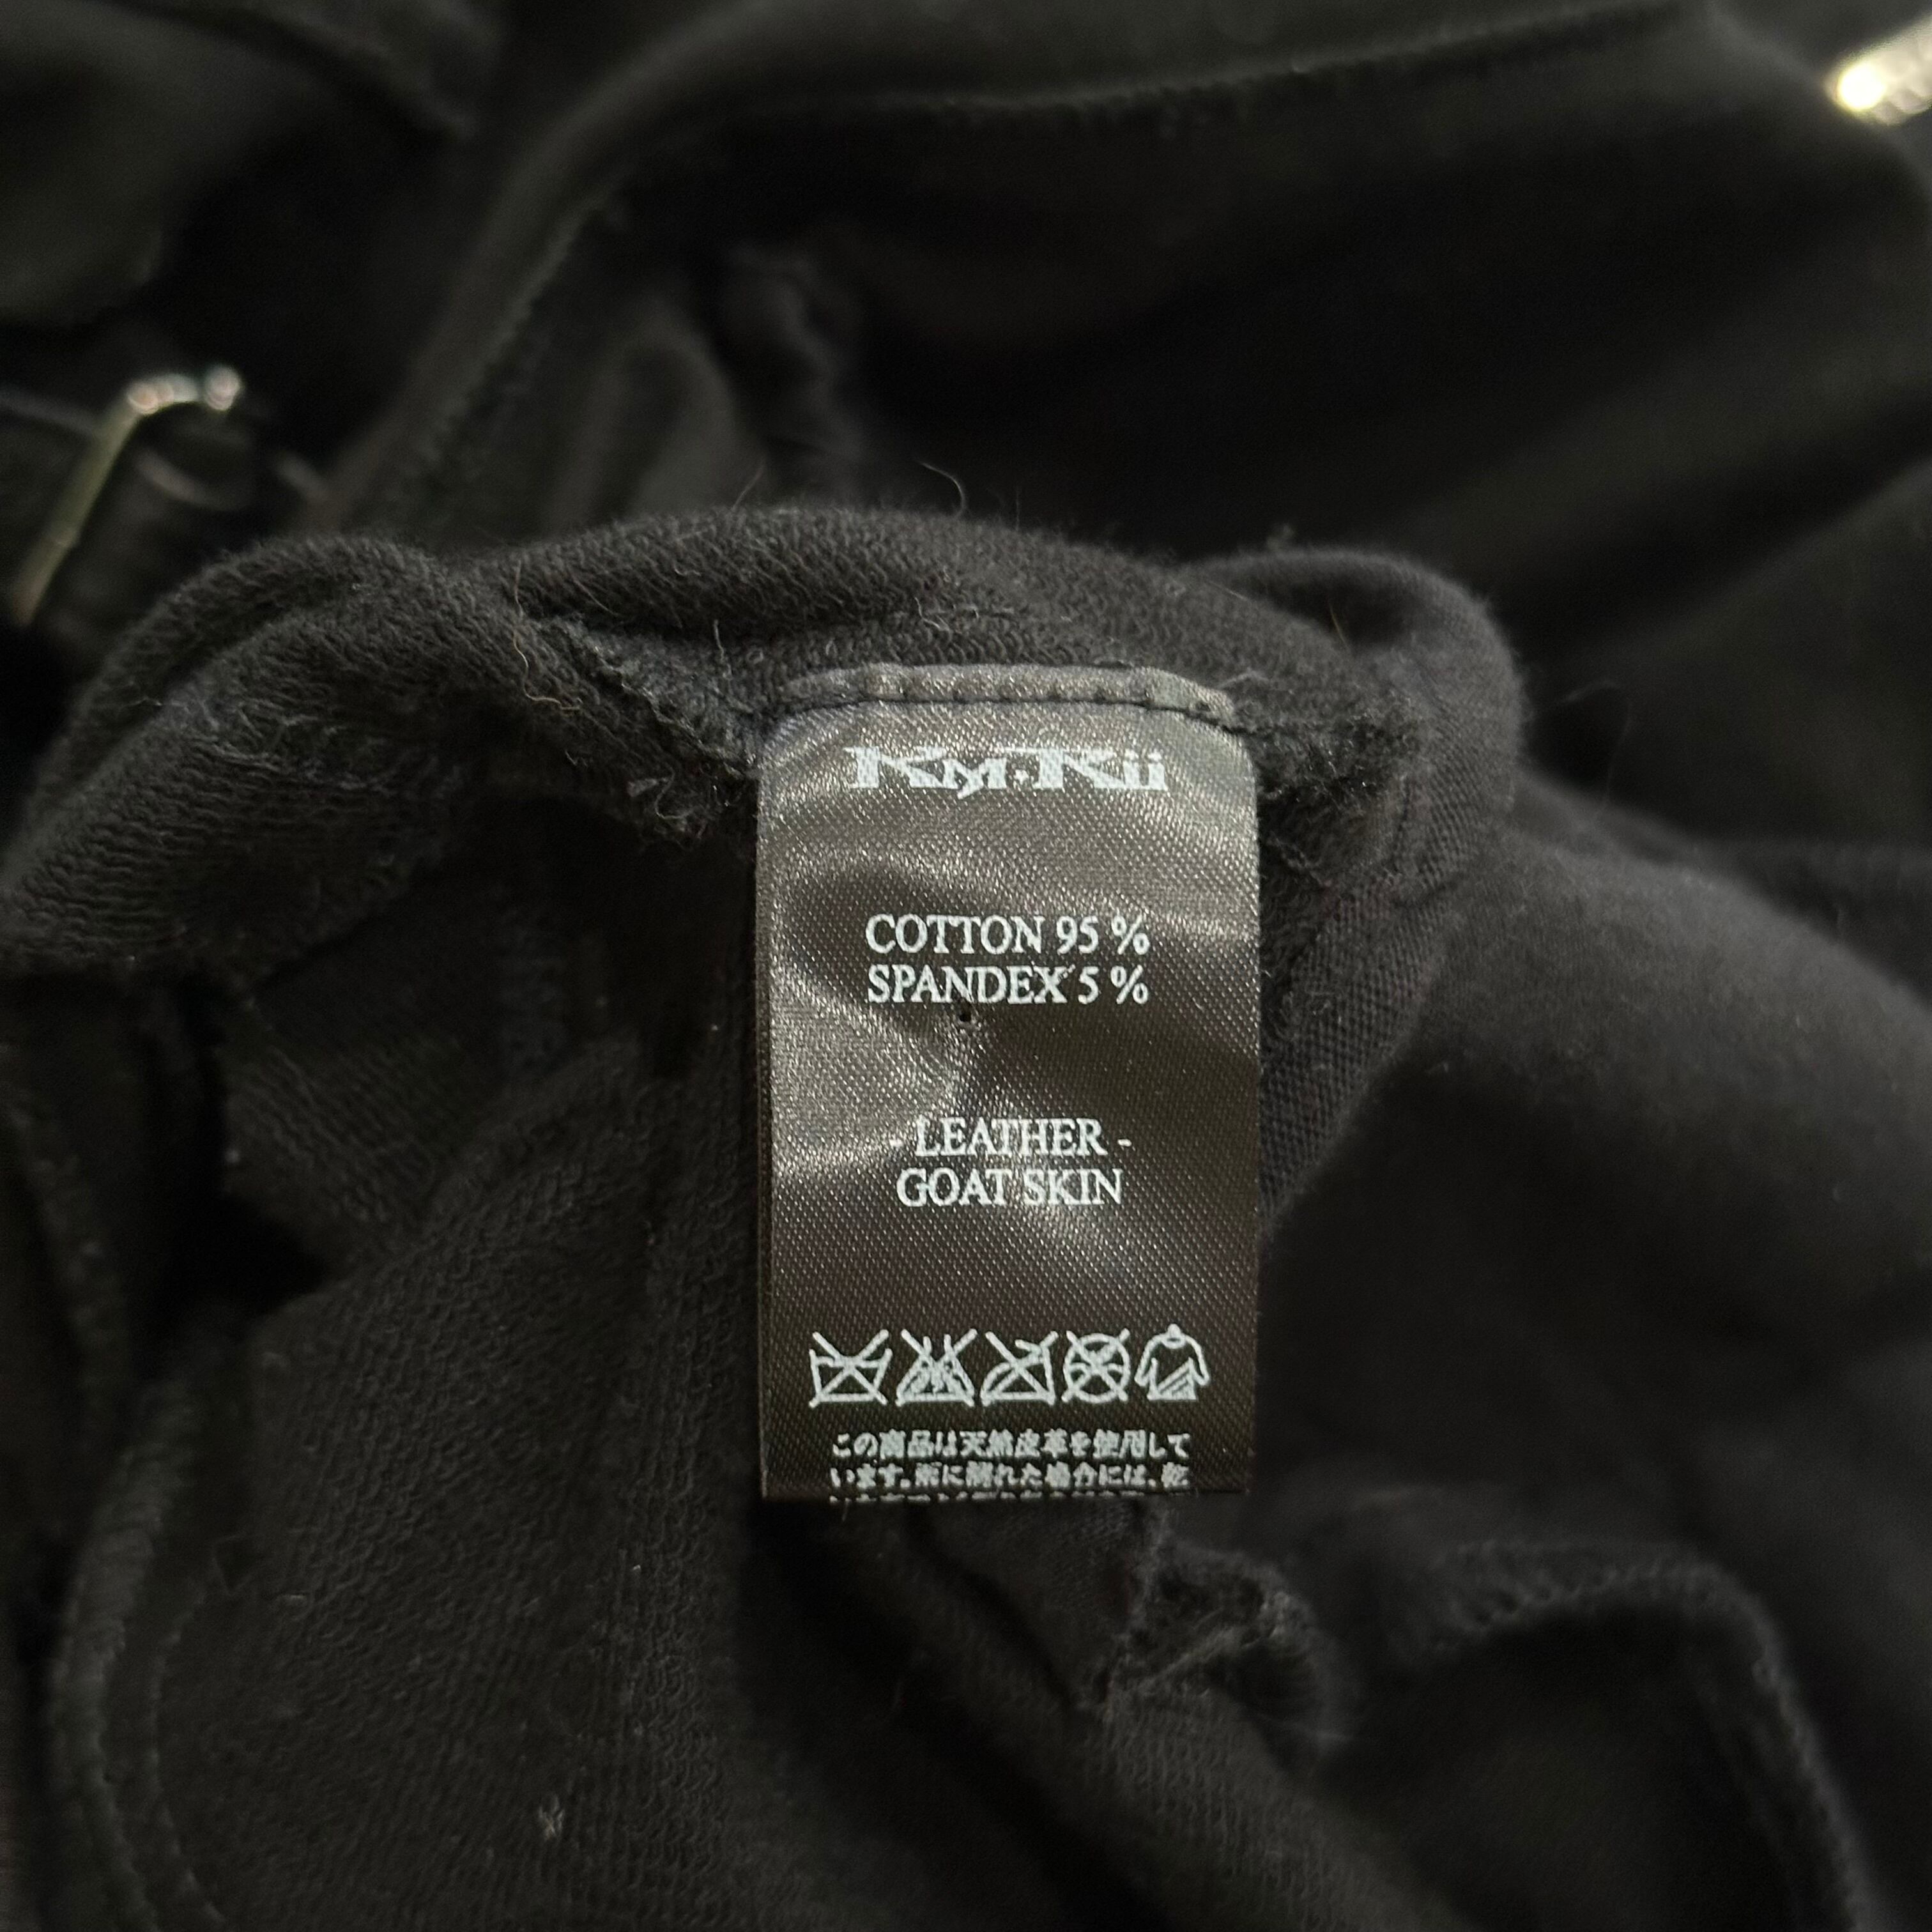 KMRii
COTTON 95 %
SPANDEX 5 %
- LEATHER -
GOAT SKIN
この商品は天然皮革を使用して
います。雨に濡れた場合には、乾